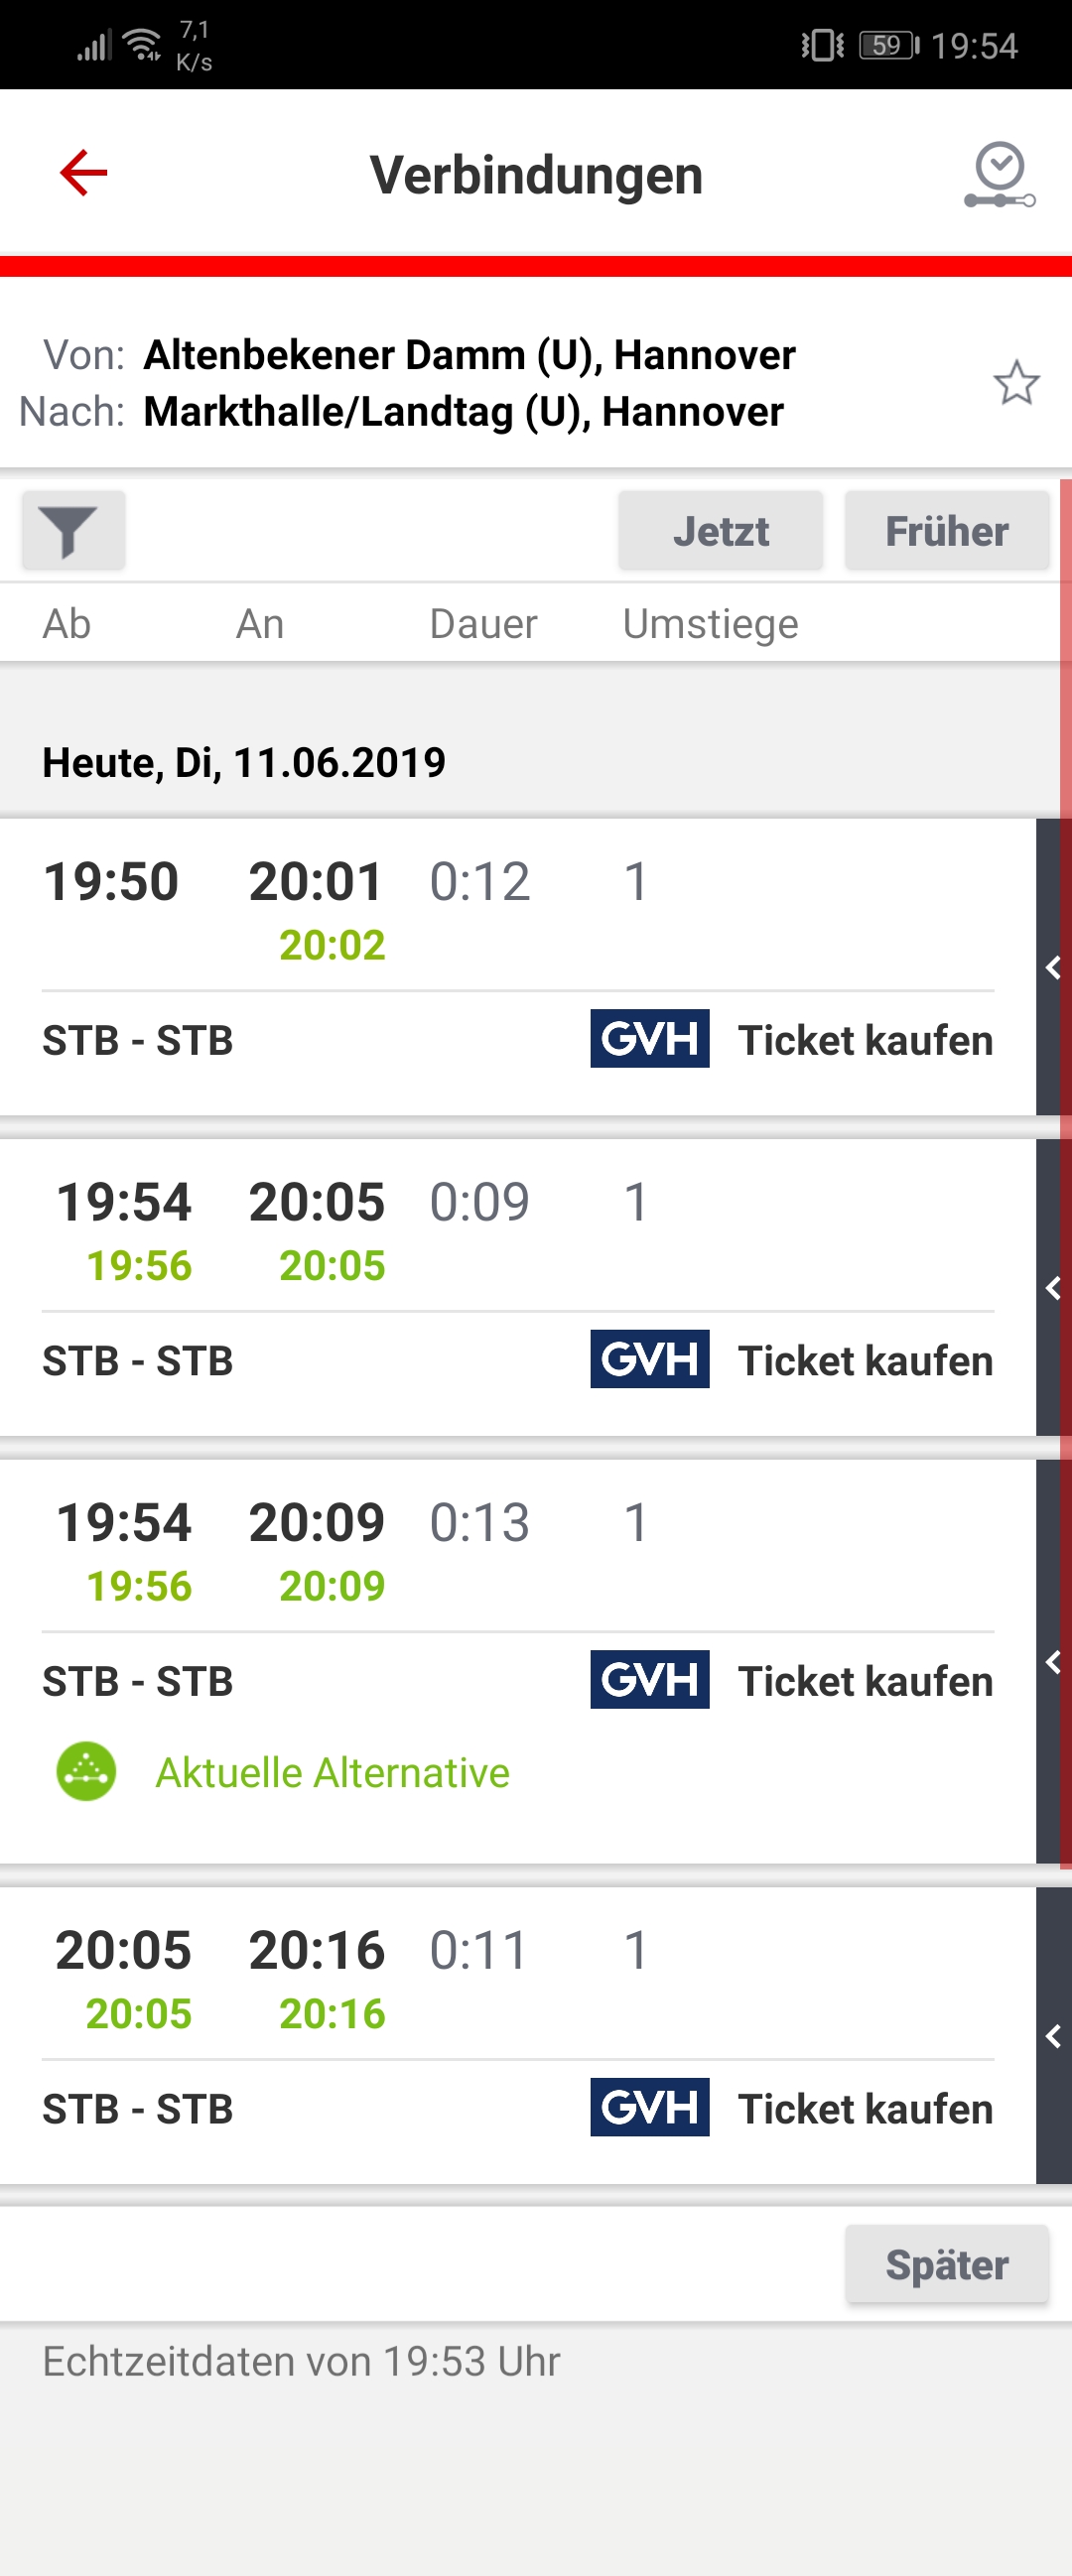 7,1
K/s
59 19:54
Verbindungen
Von: Altenbekener Damm (U), Hannover
Nach: Markthalle/Landtag (U), Hannover
Jetzt Früher
Ab An Dauer Umstiege
Heute, Di, 11.06.2019
19:50 20:01 0:12 1
20:02
STB - STB GVH Ticket kaufen
19:54 20:05 0:09 1
19:56 20:05
STB - STB GVH Ticket kaufen
19:54 20:09 0:13 1
19:56 20:09
STB - STB GVH Ticket kaufen
Aktuelle Alternative
20:05 20:16 0:11 1
20:05 20:16
STB - STB GVH Ticket kaufen
Später
Echtzeitdaten von 19:53 Uhr